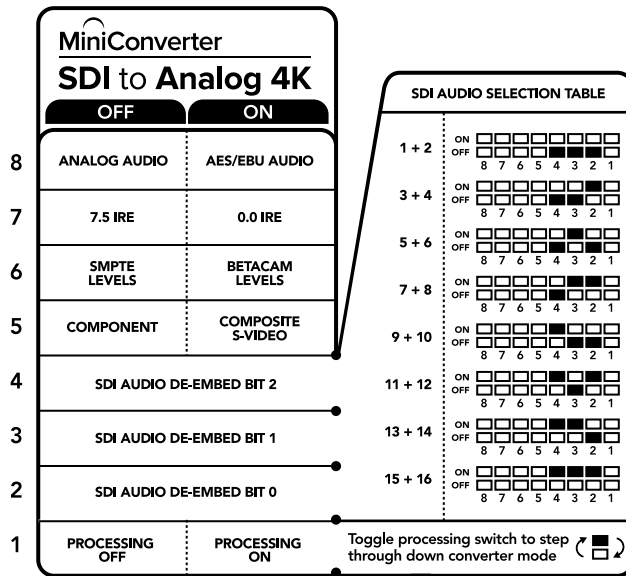 MiniConverter
SDI to Analog 4K
OFF ON
8 ANALOG AUDIO AES/EBU AUDIO
7 7.5 IRE 0.0 IRE
6 SMPTE LEVELS BETACAM LEVELS
5 COMPONENT COMPOSITE S-VIDEO
4 SDI AUDIO DE-EMBED BIT 2
3 SDI AUDIO DE-EMBED BIT 1
2 SDI AUDIO DE-EMBED BIT 0
1 PROCESSING OFF PROCESSING ON
SDI AUDIO SELECTION TABLE
1 + 2
ON
OFF
8 7 6 5 4 3 2 1
3 + 4
ON
OFF
8 7 6 5 4 3 2 1
5 + 6
ON
OFF
8 7 6 5 4 3 2 1
7 + 8
ON
OFF
8 7 6 5 4 3 2 1
9 + 10
ON
OFF
8 7 6 5 4 3 2 1
11 + 12
ON
OFF
8 7 6 5 4 3 2 1
13 + 14
ON
OFF
8 7 6 5 4 3 2 1
15 + 16
ON
OFF
8 7 6 5 4 3 2 1
Toggle processing switch to step
through down converter mode